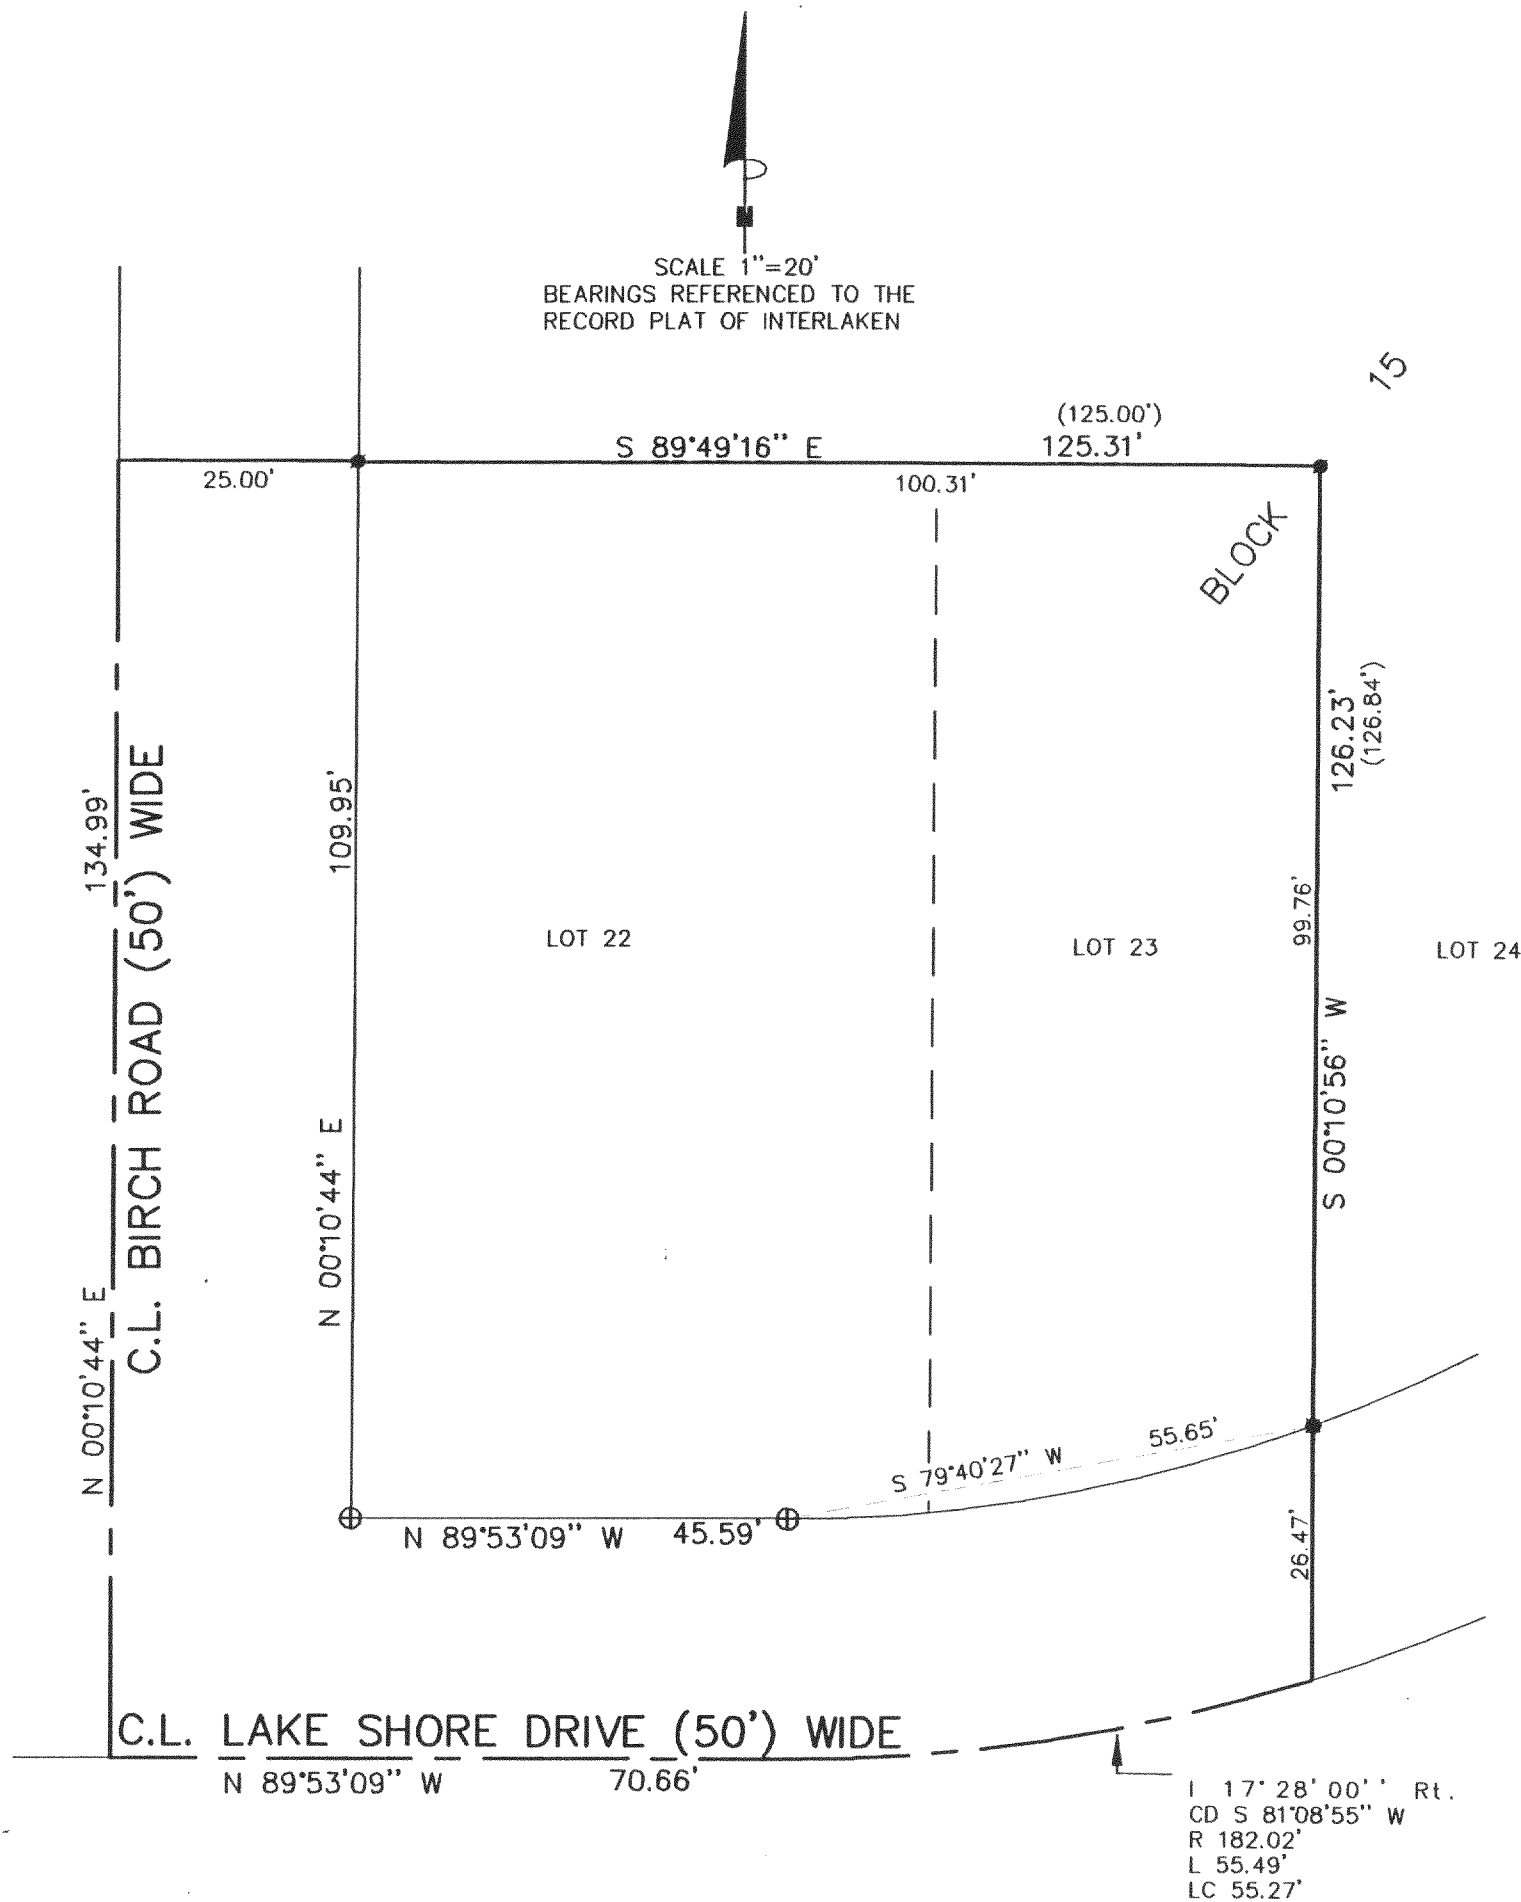 SCALE 1"=20'
BEARINGS REFERENCED TO THE
RECORD PLAT OF INTERLAKEN
15
(125.00')
S 89°49'16" E 125.31'
25.00'
100.31'
BLOCK
126.23'
(126.84')
134.99'
C.L. BIRCH ROAD (50') WIDE
109.95'
99.76'
LOT 22
LOT 23
LOT 24
S 00°10'56" W
N 00°10'44" E
N 00°10'44" E
S 79°40'27" W 55.65'
N 89°53'09" W 45.59'
26.47'
C.L. LAKE SHORE DRIVE (50') WIDE
N 89°53'09" W 70.66'
I 17°28'00'' Rt.
CD S 81°08'55" W
R 182.02'
L 55.49'
LC 55.27'